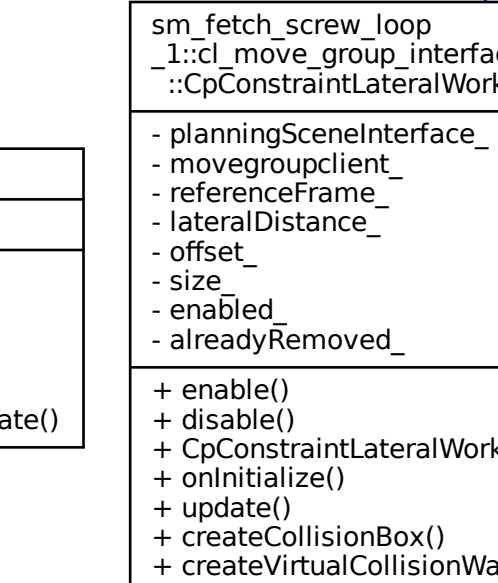 sm_fetch_screw_loop
_1::cl_move_group_interfac
::CpConstraintLateralWork
- planningSceneInterface_
- movegroupclient_
- referenceFrame_
- lateralDistance_
- offset_
- size_
- enabled_
- alreadyRemoved_
ate()
+ enable()
+ disable()
+ CpConstraintLateralWork
+ onInitialize()
+ update()
+ createCollisionBox()
+ createVirtualCollisionWa